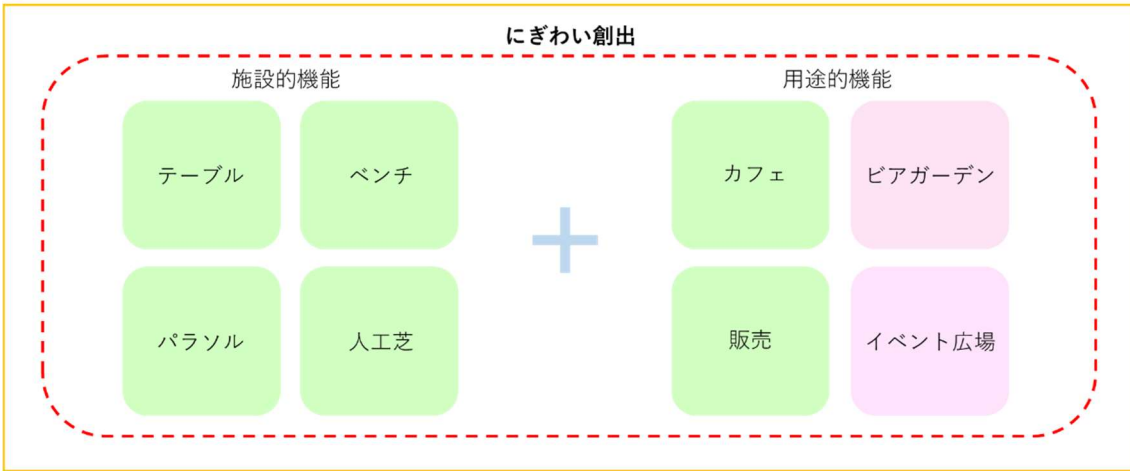 にぎわい創出
施設的機能
用途的機能
テーブル
ベンチ
カフェ
ビアガーデン
パラソル
人工芝
販売
イベント広場